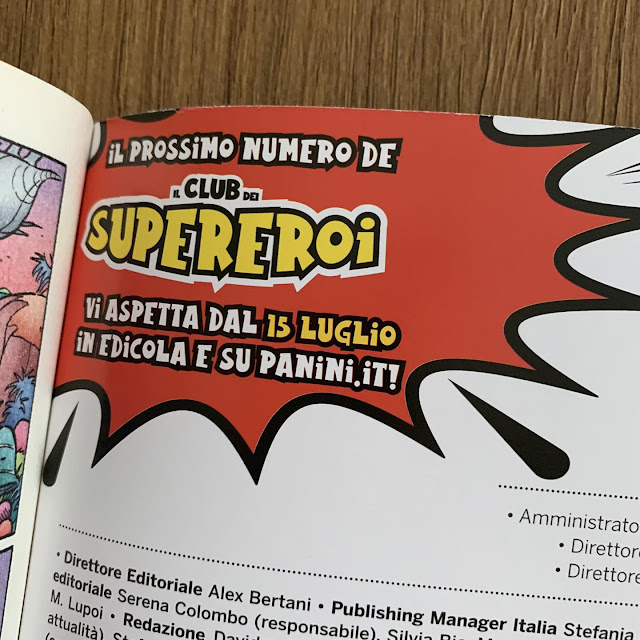 iL PROSSiMO NUMERO DE
iL CLUB DEi
SUPEREROi
Vi ASPETTA DAL 15 LUGLiO
iN EDiCOLA E SU PANiNi.iT!
• Amministrato
• Direttore
• Direttore
• Direttore Editoriale Alex Bertani • Publishing Manager Italia Stefania
editoriale Serena Colombo (responsabile), Silvia
M. Lupoi • Redazione
attualità),